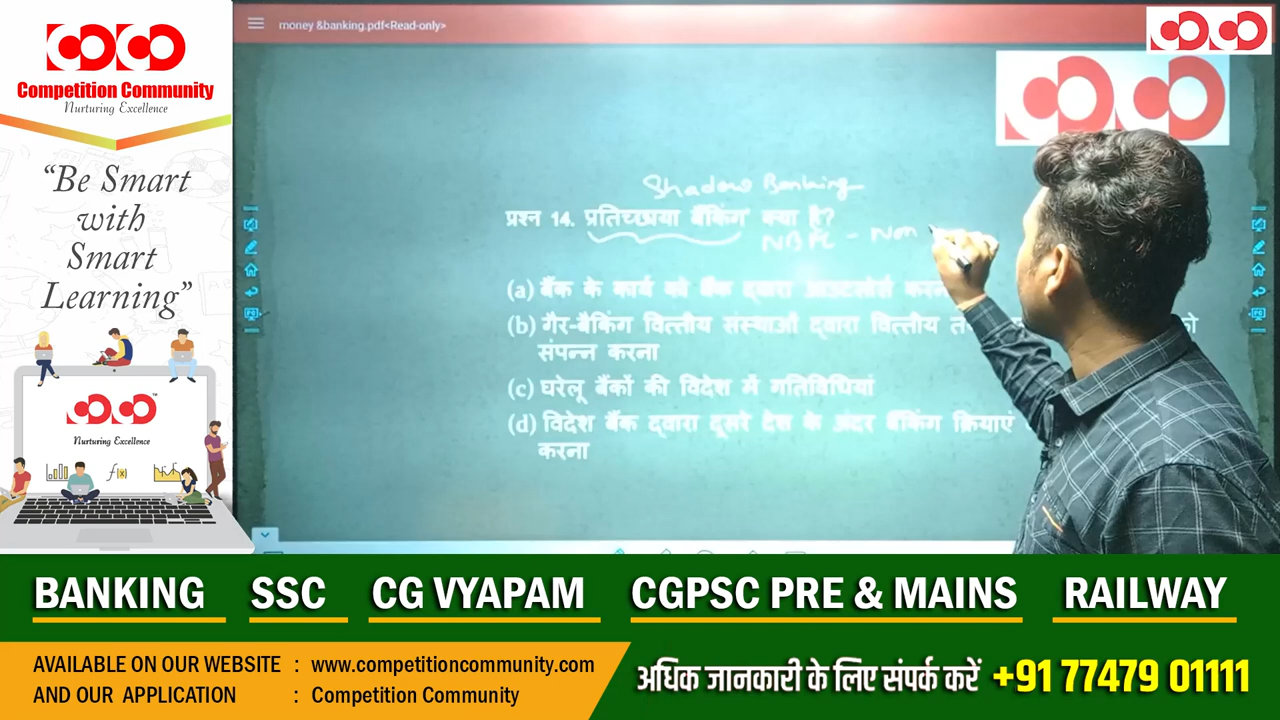 Competition Community
Nurturing Excellence
“Be Smart
with
Smart
Learning”
Nurturing Excellence
f(x)
money &banking.pdf<Read-only>
Shadow Banking
प्रश्न 14. प्रतिच्छाया बैंकिंग क्या है?
NBFC - Non
(a) बैंक के कार्य को बैंक द्वारा
(b) गैर-बैंकिंग वित्तीय संस्थाओं द्वारा वित्तीय को
संपन्न करना
(c) घरेलू बैंकों की विदेश में गतिविधियां
(d) विदेश बैंक द्वारा दूसरे देश के अंदर बैंकिंग क्रियाएं
करना
BANKING SSC CG VYAPAM CGPSC PRE & MAINS RAILWAY
AVAILABLE ON OUR WEBSITE : www.competitioncommunity.com
AND OUR APPLICATION : Competition Community
अधिक जानकारी के लिए संपर्क करें +91 77479 01111